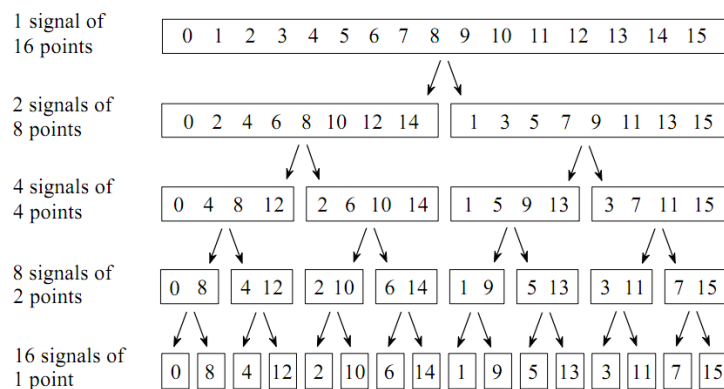 1 signal of
16 points
0 1 2 3 4 5 6 7 8 9 10 11 12 13 14 15
2 signals of
8 points
0 2 4 6 8 10 12 14 1 3 5 7 9 11 13 15
4 signals of
4 points
0 4 8 12 2 6 10 14 1 5 9 13 3 7 11 15
8 signals of
2 points
0 8 4 12 2 10 6 14 1 9 5 13 3 11 7 15
16 signals of
1 point
0 8 4 12 2 10 6 14 1 9 5 13 3 11 7 15